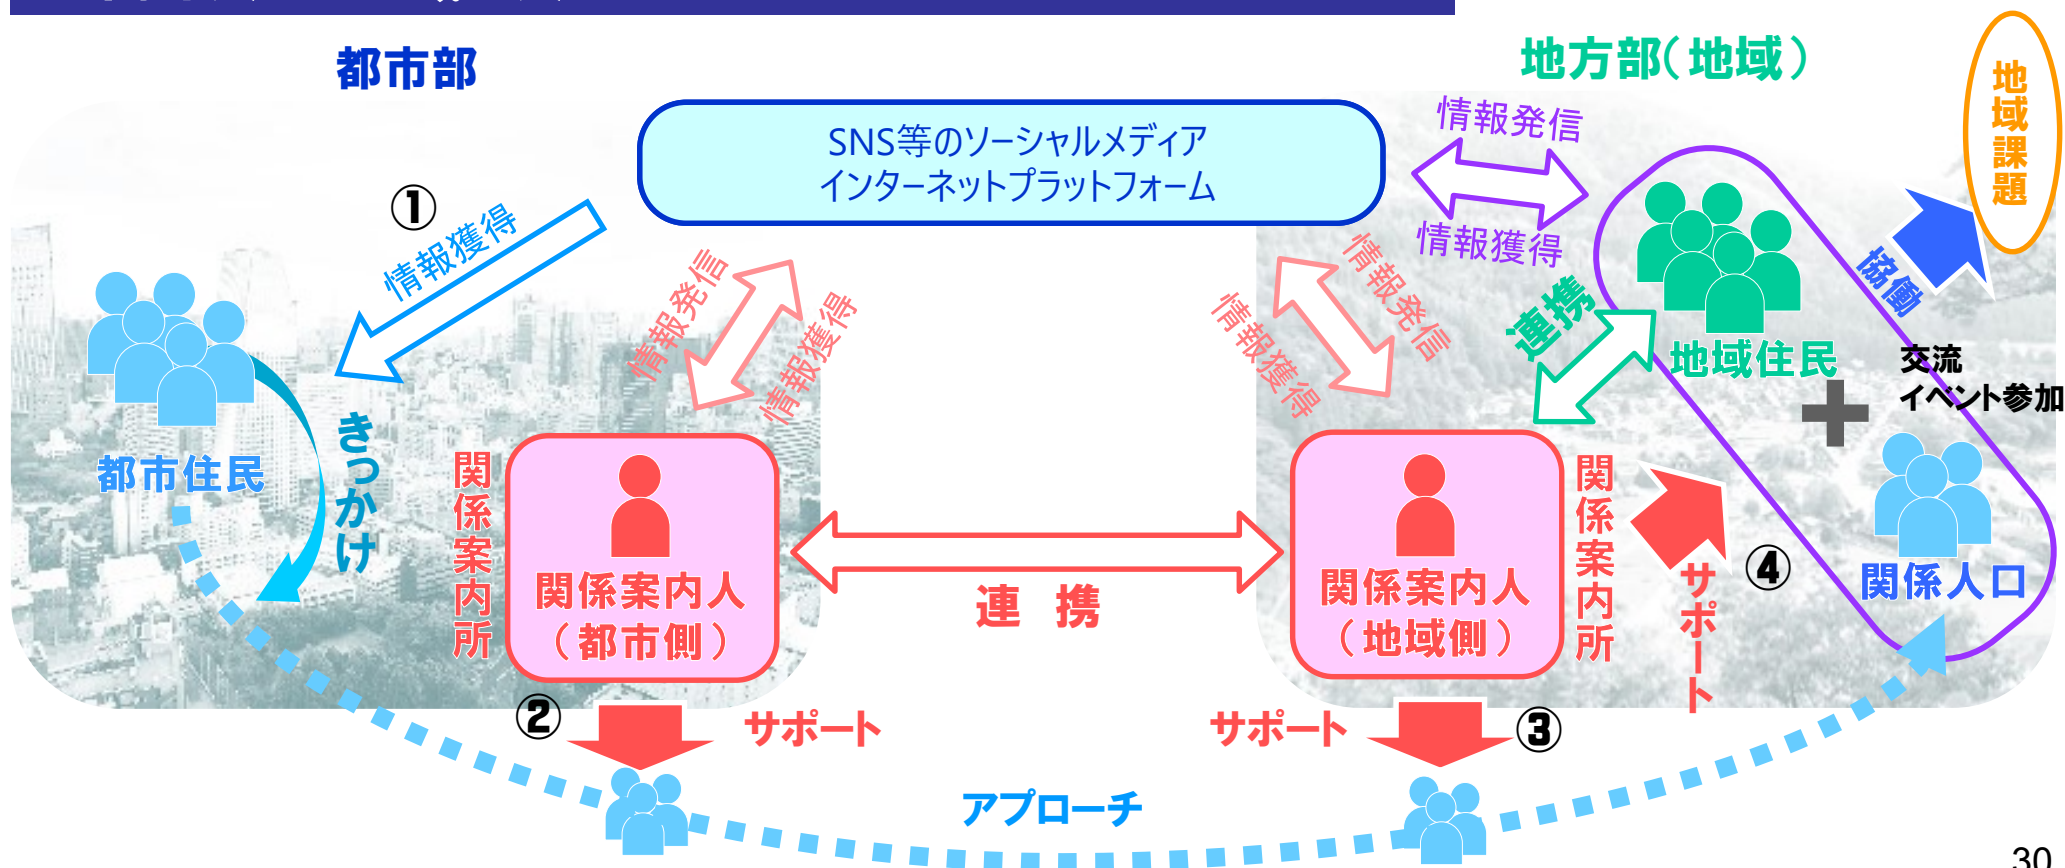 都市部
地方部(地域)
地域課題
SNS等のソーシャルメディア
インターネットプラットフォーム
情報発信
情報獲得
①
情報獲得
情報発信
情報獲得
情報発信
情報獲得
連携
協働
地域住民
交流
イベント参加
都市住民
きっかけ
関係案内所
関係案内人
(都市側)
連 携
関係案内人
(地域側)
関係案内所
サポート
④
関係人口
②
サポート
サポート
③
アプローチ
30